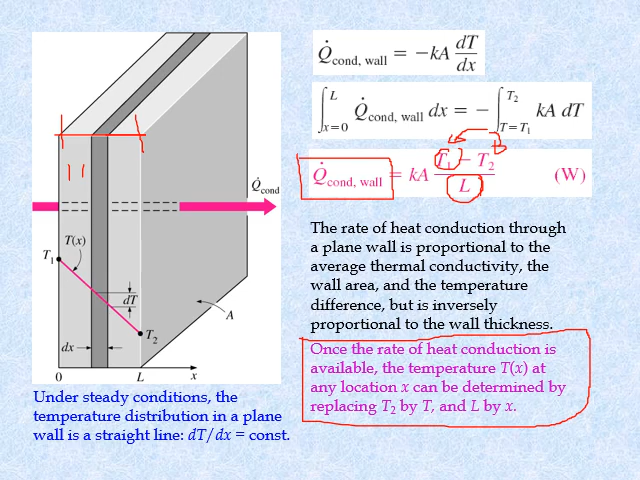 Q̇cond, wall = −kA dT/dx
∫ L x=0 Q̇cond, wall dx = − ∫ T2 T=T1 kA dT
Q̇cond, wall = kA (T1 − T2)/L (W)
Q̇cond
T(x)
T1
dT
A
T2
dx
0 L x
Under steady conditions, the
temperature distribution in a plane
wall is a straight line: dT/dx = const.
The rate of heat conduction through
a plane wall is proportional to the
average thermal conductivity, the
wall area, and the temperature
difference, but is inversely
proportional to the wall thickness.
Once the rate of heat conduction is
available, the temperature T(x) at
any location x can be determined by
replacing T2 by T, and L by x.